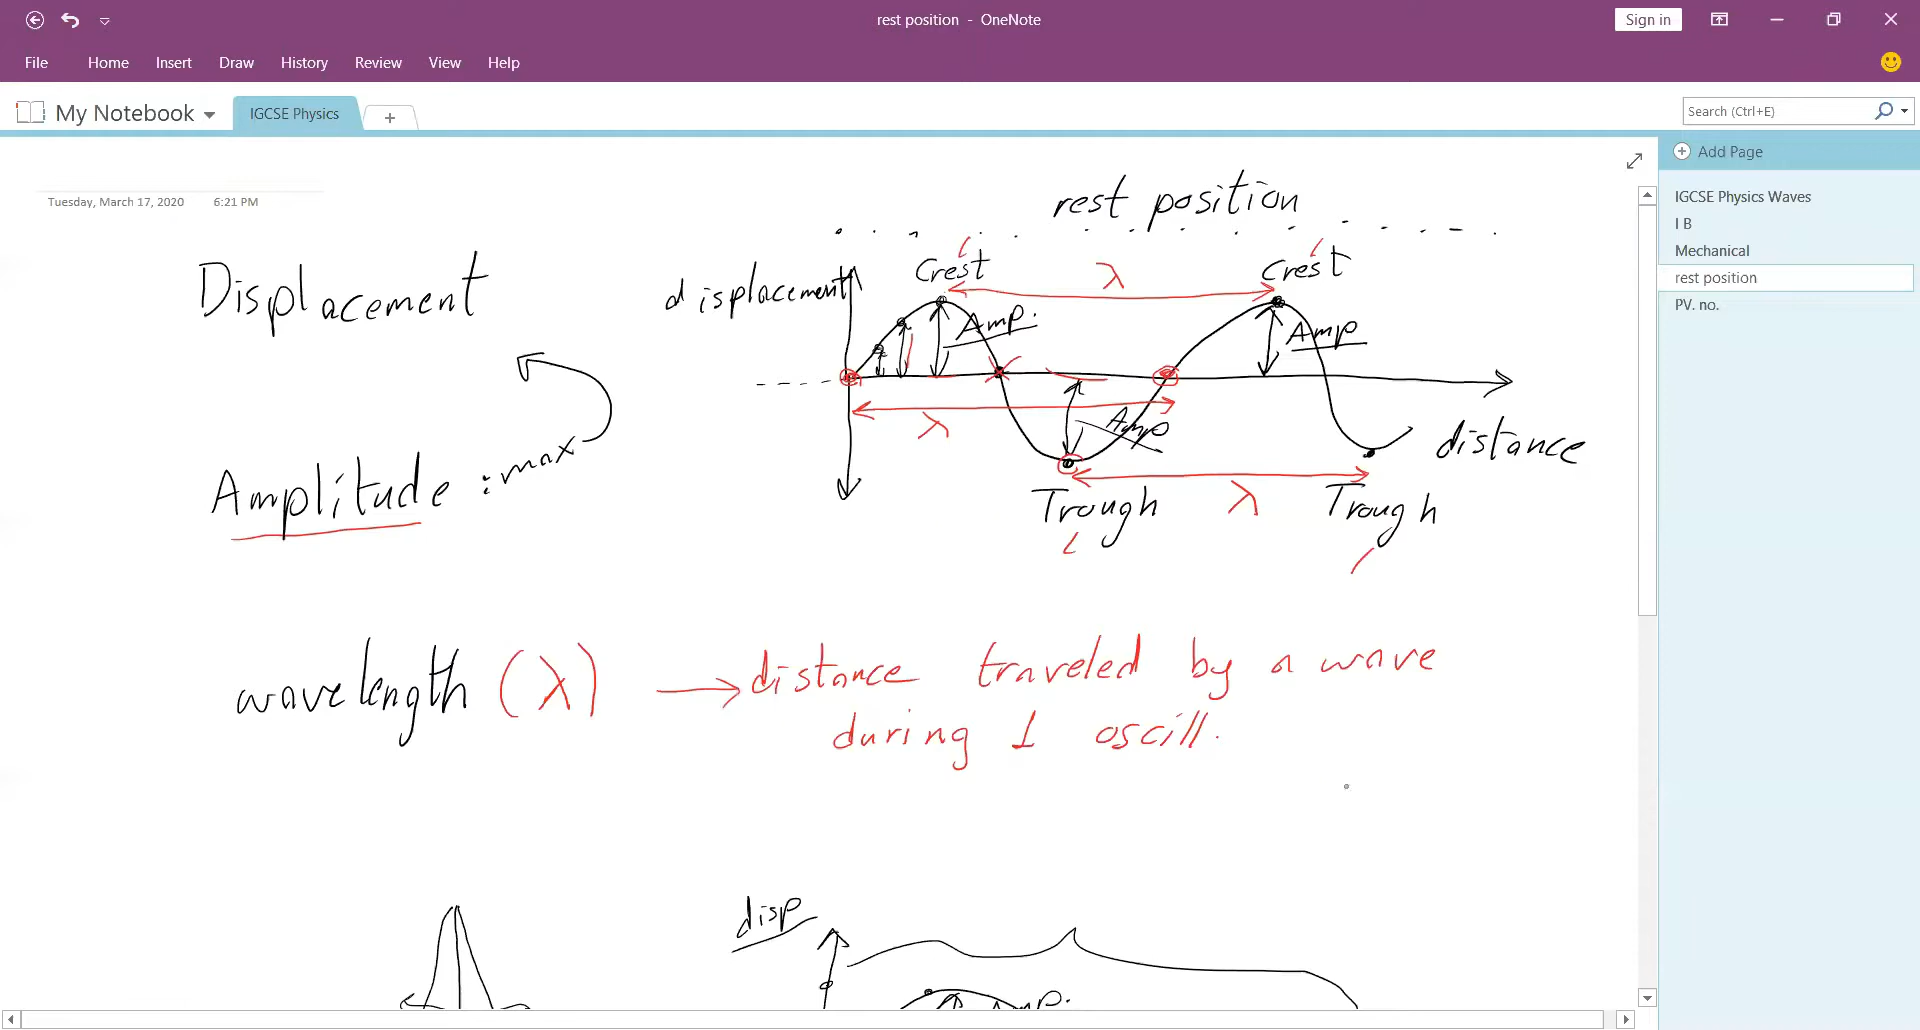 rest position - OneNote
Sign in
File Home Insert Draw History Review View Help
My Notebook
IGCSE Physics
+
Search (Ctrl+E)
Add Page
IGCSE Physics Waves
I B
Mechanical
rest position
PV. no.
Tuesday, March 17, 2020 6:21 PM
rest position
Displacement
displacement
Crest
λ
Crest
Amp.
Amp
λ
Amp
distance
Amplitude : max
Trough
λ
Trough
wavelength (λ) → distance traveled by a wave
during 1 oscill.
disp
Amp.